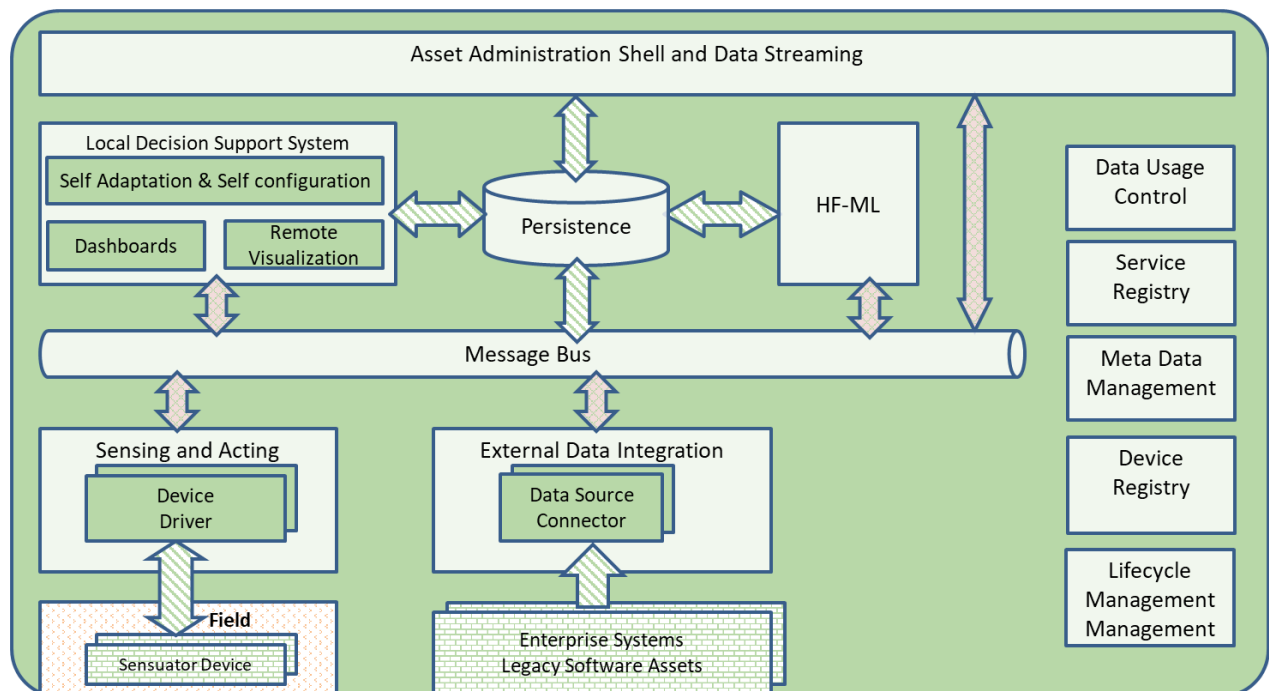 Asset Administration Shell and Data Streaming
Local Decision Support System
Self Adaptation & Self configuration
Dashboards
Remote
Visualization
Persistence
HF-ML
Message Bus
Sensing and Acting
Device
Driver
External Data Integration
Data Source
Connector
Field
Sensuator Device
Enterprise Systems
Legacy Software Assets
Data Usage
Control
Service
Registry
Meta Data
Management
Device
Registry
Lifecycle
Management
Management